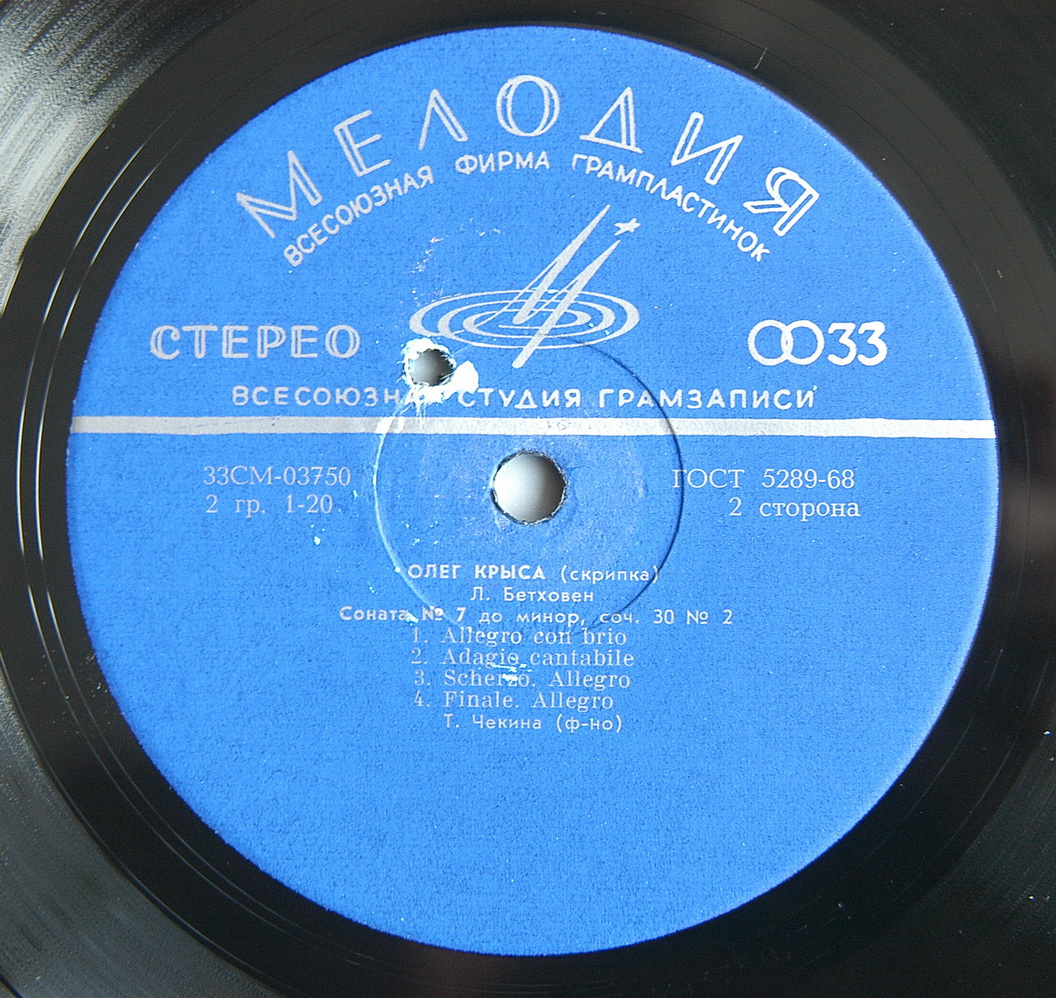 МЕЛОДИЯ
ВСЕСОЮЗНАЯ ФИРМА ГРАМПЛАСТИНОК
СТЕРЕО
33
ВСЕСОЮЗНАЯ СТУДИЯ ГРАМЗАПИСИ
33СМ-03750
2 гр. 1-20
ГОСТ 5289-68
2 сторона
ОЛЕГ КРЫСА (скрипка)
Л. Бетховен
Соната № 7 до минор, соч. 30 № 2
1. Allegro con brio
2. Adagio cantabile
3. Scherzo. Allegro
4. Finale. Allegro
Т. Чекина (ф-но)